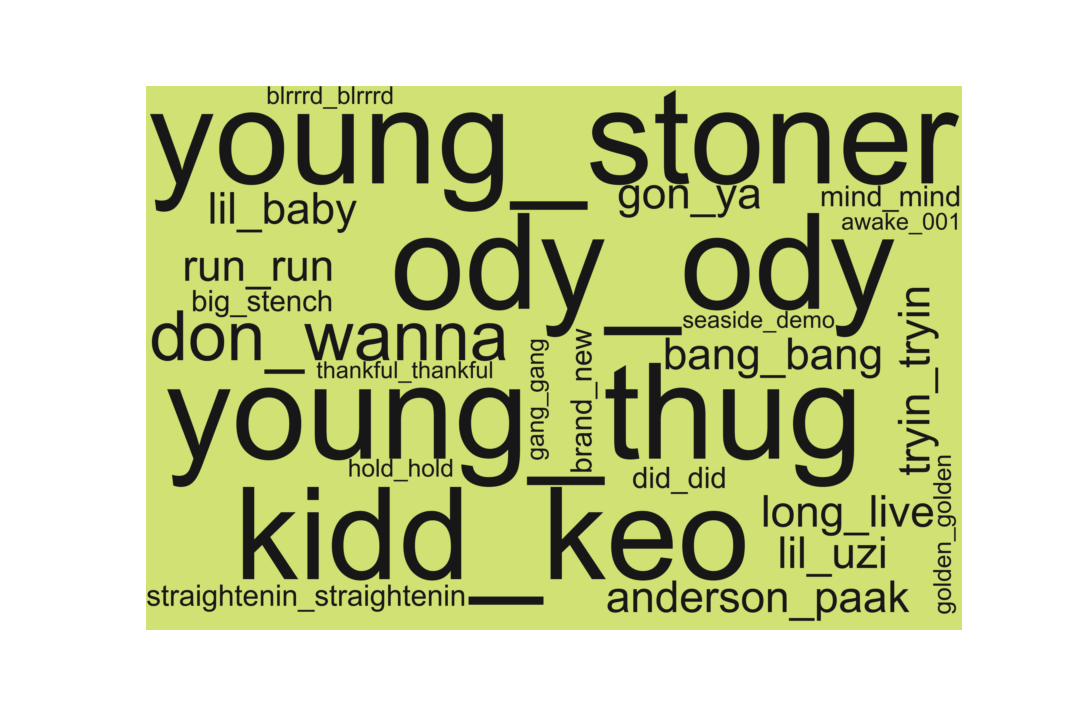 blrrrd_blrrrd
young_stoner
lil_baby
gon_ya
mind_mind
awake_001
ody_ody
run_run
big_stench
seaside_demo
don_wanna
bang_bang
thankful_thankful
gang_gang
brand_new
tryin_tryin
young_thug
hold_hold
did_did
kidd_keo
long_live
lil_uzi
golden_golden
straightenin_straightenin
anderson_paak